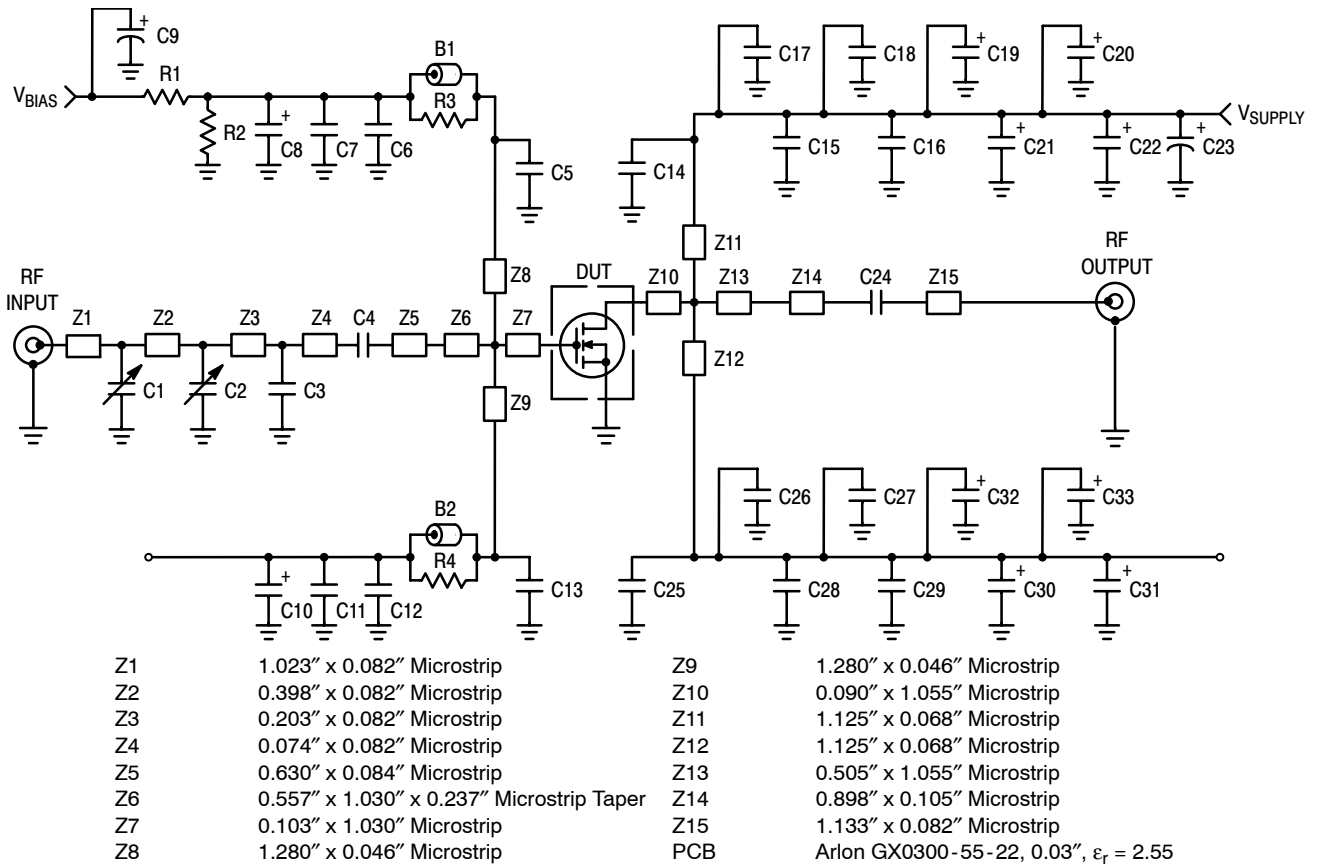 C9
+
B1
R1
V_BIAS
R3
R2
+
C8
C7
C6
C5
C17
C18
+
C19
+
C20
V_SUPPLY
C15
C16
+
C21
+
C22
+
C23
C14
Z11
RF
INPUT
Z8
DUT
Z10
Z13
Z14
C24
Z15
RF
OUTPUT
Z1
Z2
Z3
Z4
C4
Z5
Z6
Z7
C1
C2
C3
Z9
Z12
B2
R4
+
C10
C11
C12
C13
C26
C27
+
C32
+
C33
C25
C28
C29
+
C30
+
C31
Z1 1.023″ x 0.082″ Microstrip
Z2 0.398″ x 0.082″ Microstrip
Z3 0.203″ x 0.082″ Microstrip
Z4 0.074″ x 0.082″ Microstrip
Z5 0.630″ x 0.084″ Microstrip
Z6 0.557″ x 1.030″ x 0.237″ Microstrip Taper
Z7 0.103″ x 1.030″ Microstrip
Z8 1.280″ x 0.046″ Microstrip
Z9 1.280″ x 0.046″ Microstrip
Z10 0.090″ x 1.055″ Microstrip
Z11 1.125″ x 0.068″ Microstrip
Z12 1.125″ x 0.068″ Microstrip
Z13 0.505″ x 1.055″ Microstrip
Z14 0.898″ x 0.105″ Microstrip
Z15 1.133″ x 0.082″ Microstrip
PCB Arlon GX0300-55-22, 0.03″, ε_r = 2.55